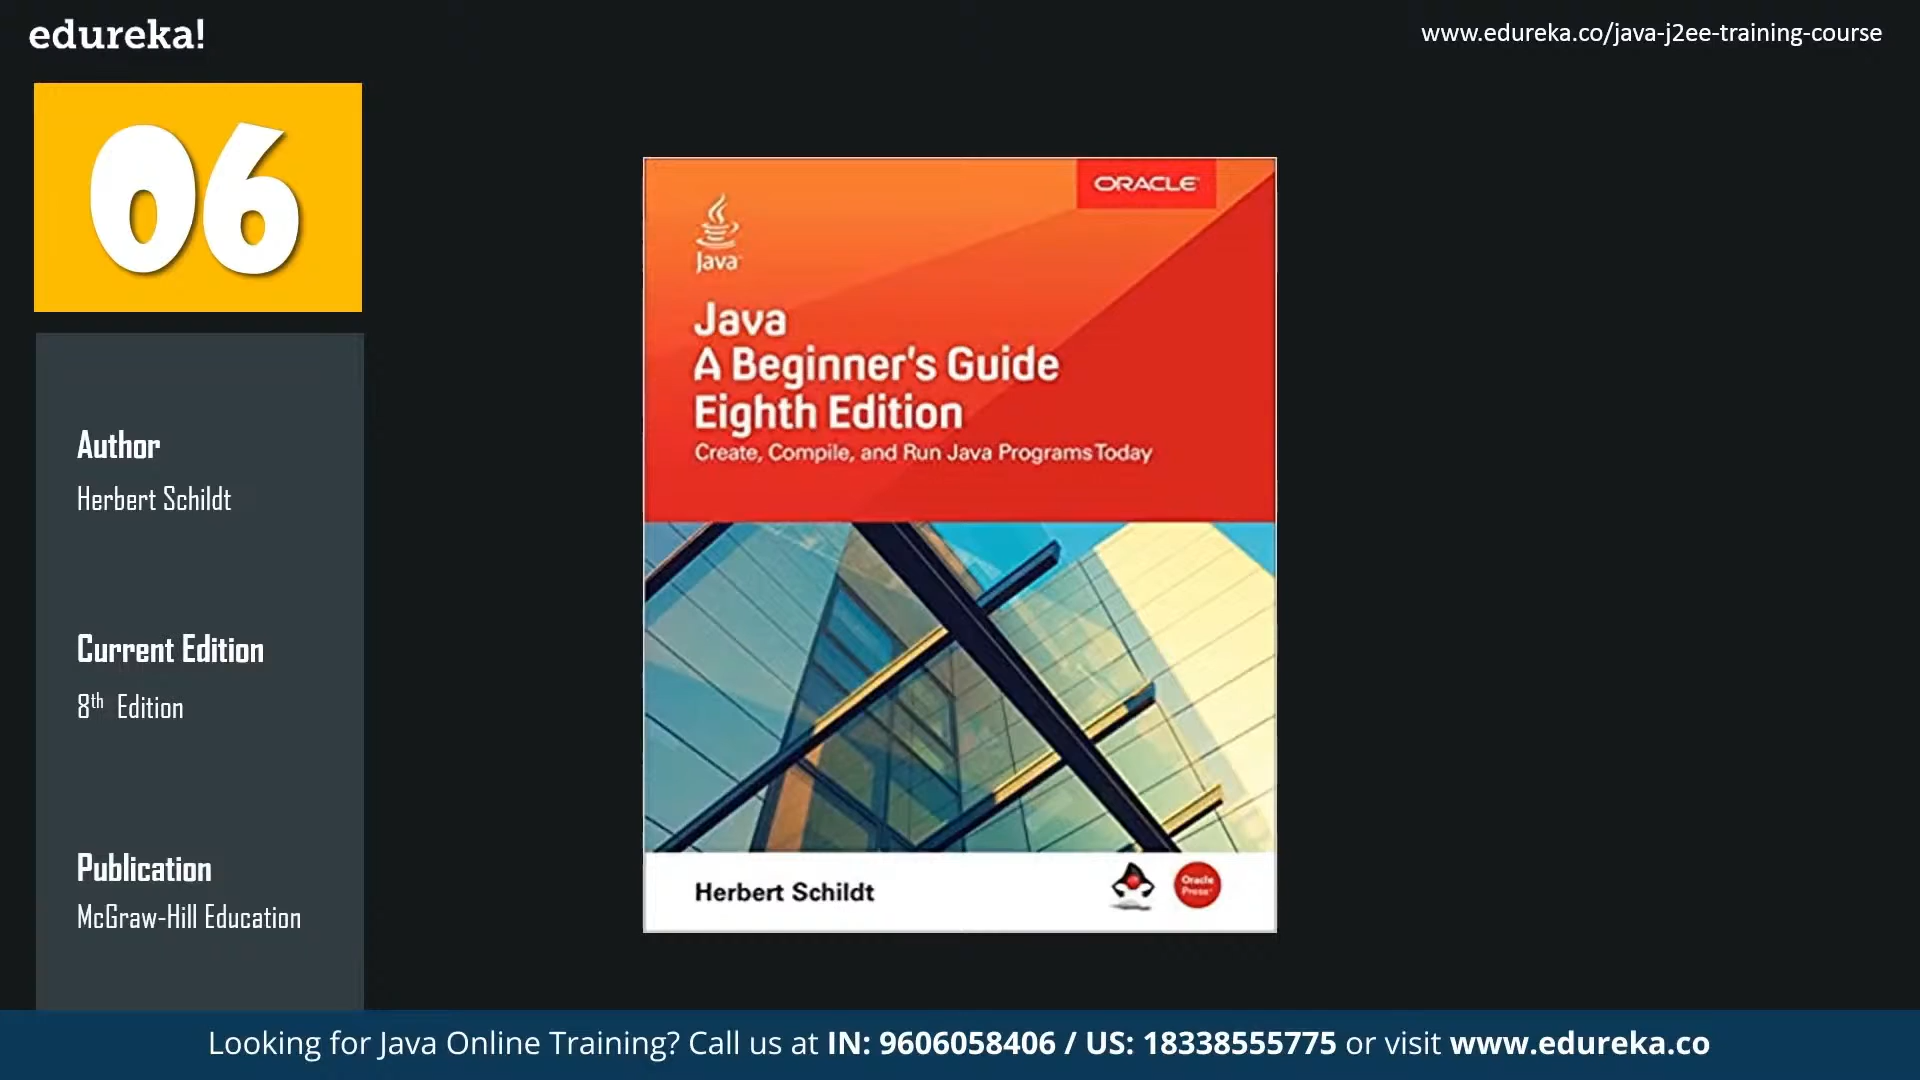 edureka!
www.edureka.co/java-j2ee-training-course
06
Author
Herbert Schildt
Current Edition
8th Edition
Publication
McGraw-Hill Education
ORACLE
Java
Java
A Beginner's Guide
Eighth Edition
Create, Compile, and Run Java Programs Today
Herbert Schildt
Oracle
Press
Looking for Java Online Training? Call us at IN: 9606058406 / US: 18338555775 or visit www.edureka.co